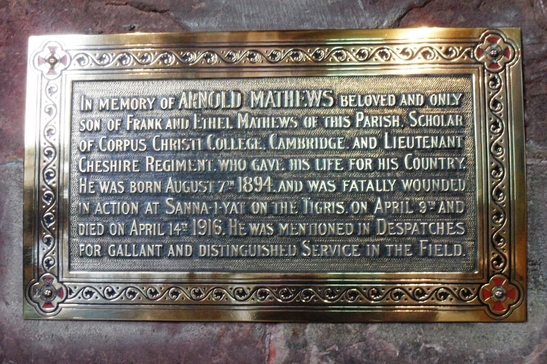 IN MEMORY OF ARNOLD MATHEWS BELOVED AND ONLY
SON OF FRANK AND ETHEL MATHEWS OF THIS PARISH, SCHOLAR
OF CORPUS CHRISTI COLLEGE, CAMBRIDGE, AND LIEUTENANT
CHESHIRE REGIMENT, WHO GAVE HIS LIFE FOR HIS COUNTRY.
HE WAS BORN AUGUST 7TH 1894, AND WAS FATALLY WOUNDED
IN ACTION AT SANNA-I-YAT ON THE TIGRIS, ON APRIL 9TH AND
DIED ON APRIL 14TH 1916. HE WAS MENTIONED IN DESPATCHES
FOR GALLANT AND DISTINGUISHED SERVICE IN THE FIELD.